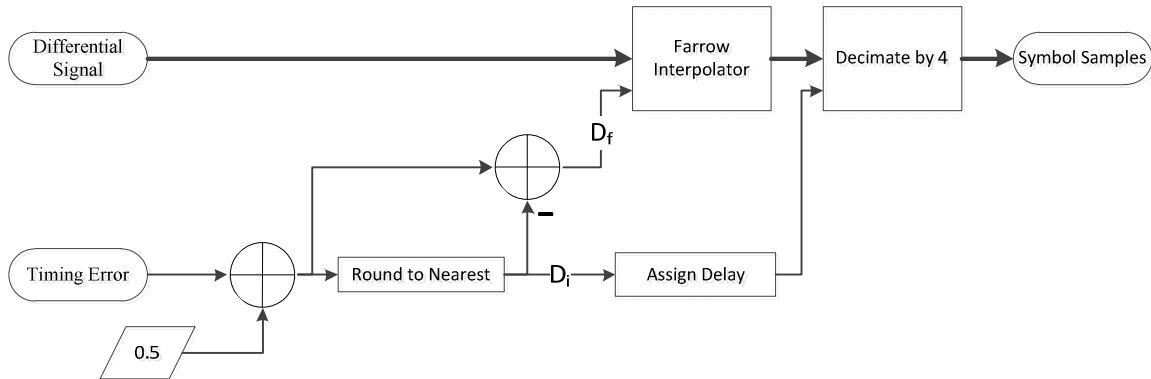 Differential
Signal
Farrow
Interpolator
Decimate by 4
Symbol Samples
Df
−
Timing Error
Round to Nearest
Di
Assign Delay
0.5